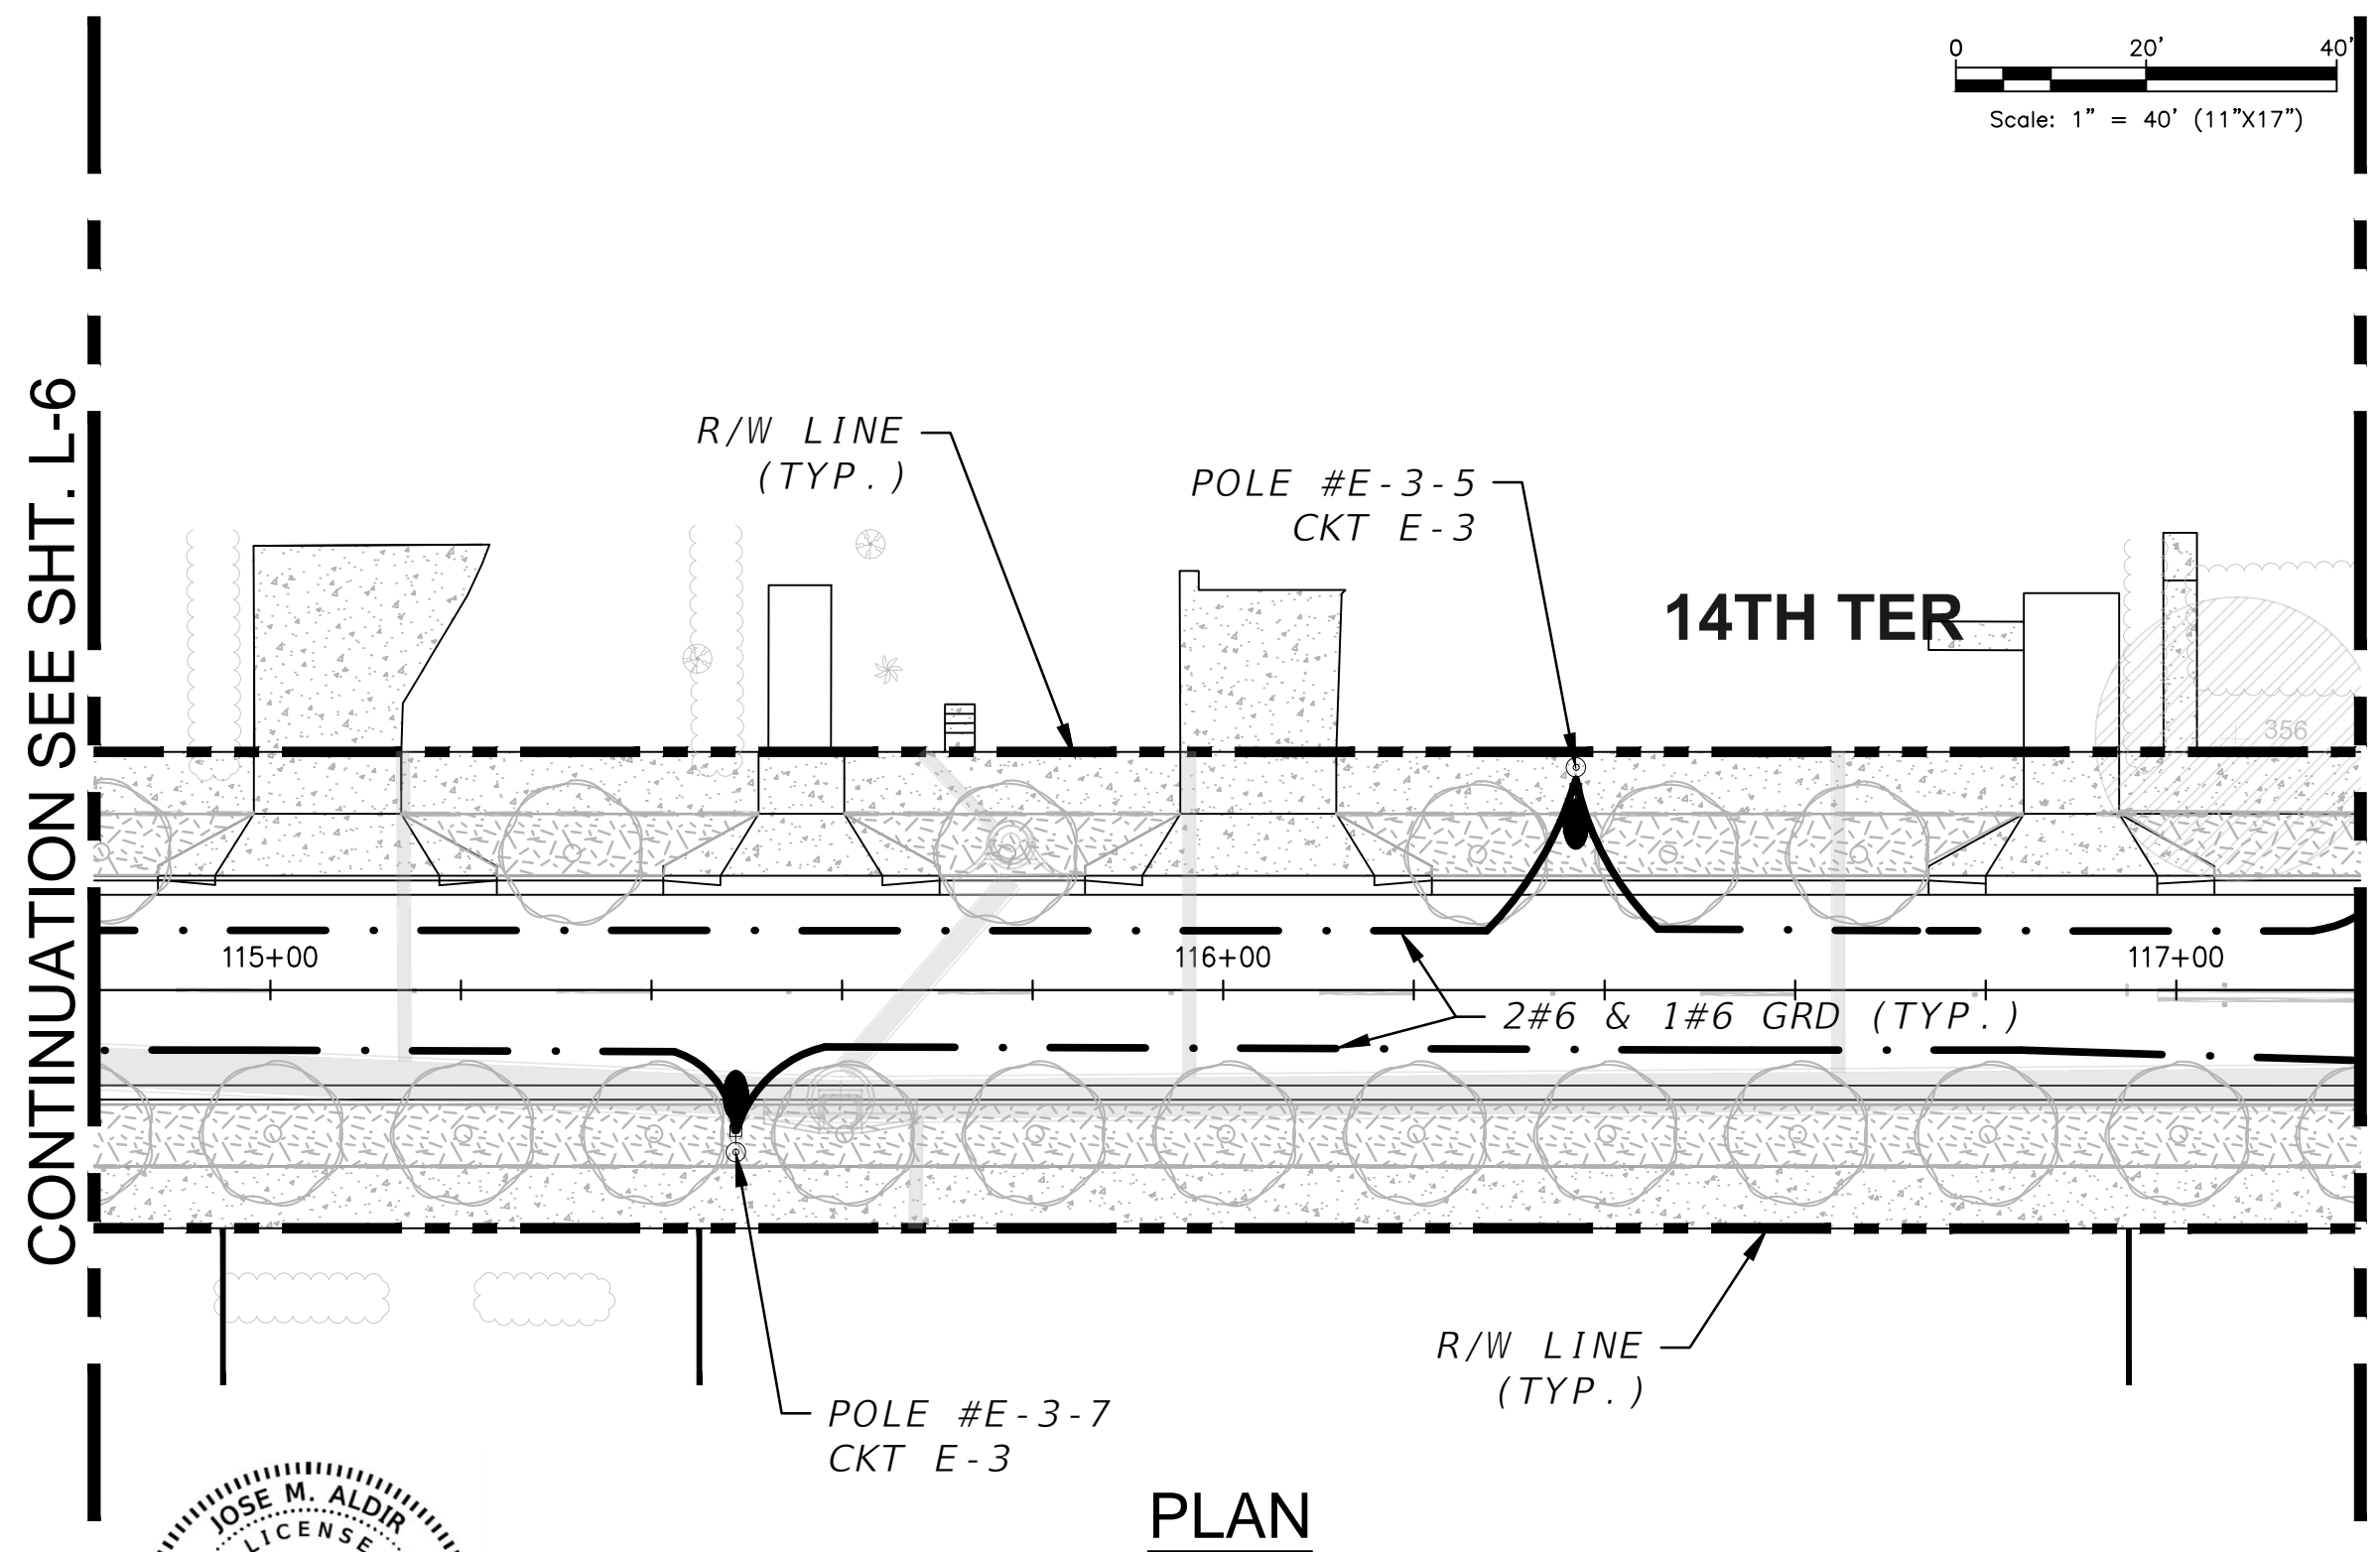 0 20' 40'
Scale: 1" = 40' (11"X17")
CONTINUATION SEE SHT. L-6
R/W LINE
(TYP.)
POLE #E-3-5
CKT E-3
14TH TER
356
115+00 116+00 117+00
2#6 & 1#6 GRD (TYP.)
R/W LINE
(TYP.)
POLE #E-3-7
CKT E-3
PLAN
JOSE M. ALDIR
LICENSE